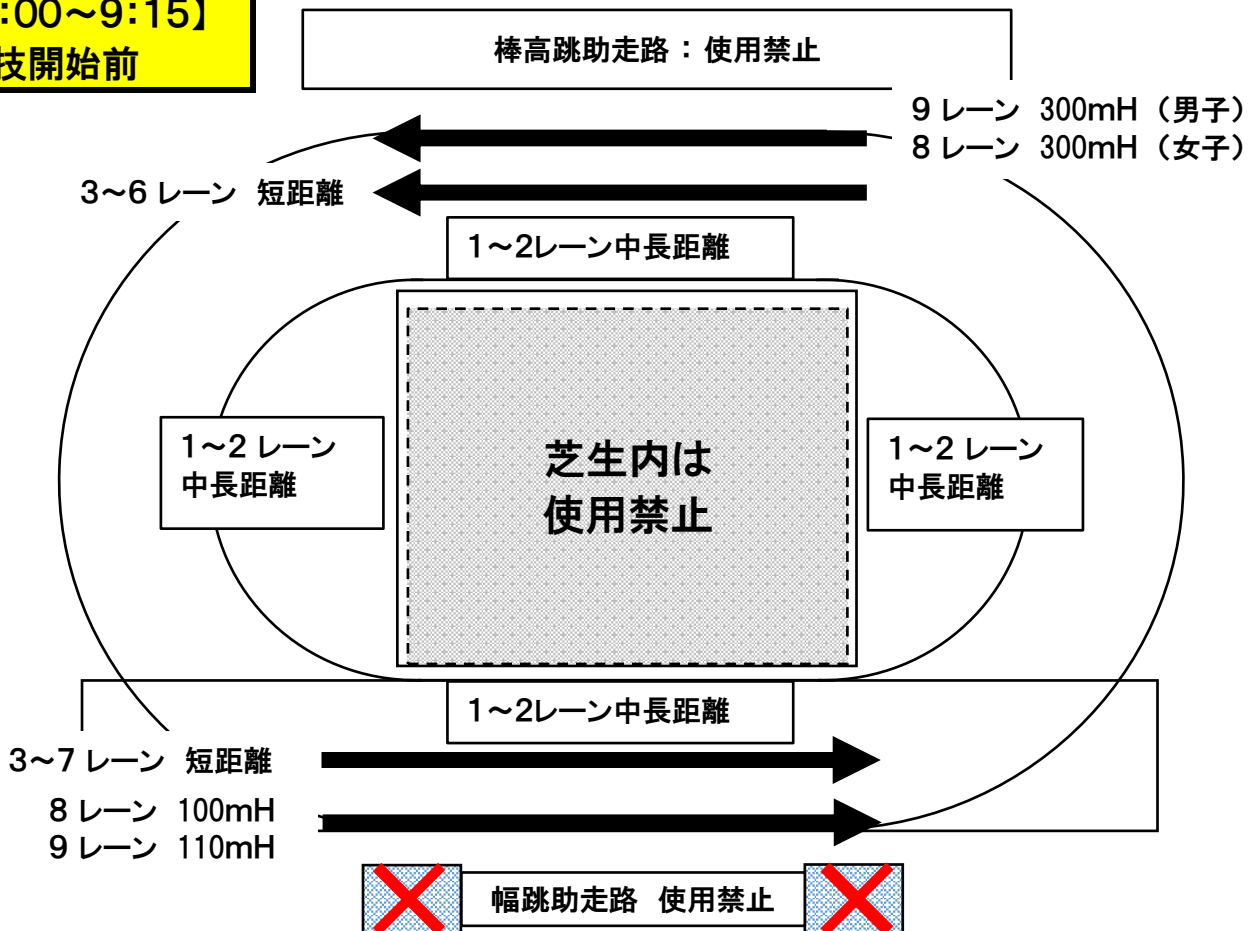 :00～9:15】
技開始前
棒高跳助走路：使用禁止
9 レーン 300mH （男子）
8 レーン 300mH （女子）
3～6 レーン 短距離
1～2レーン中長距離
1～2 レーン
中長距離
芝生内は
使用禁止
1～2 レーン
中長距離
1～2レーン中長距離
3～7 レーン 短距離
8 レーン 100mH
9 レーン 110mH
幅跳助走路 使用禁止